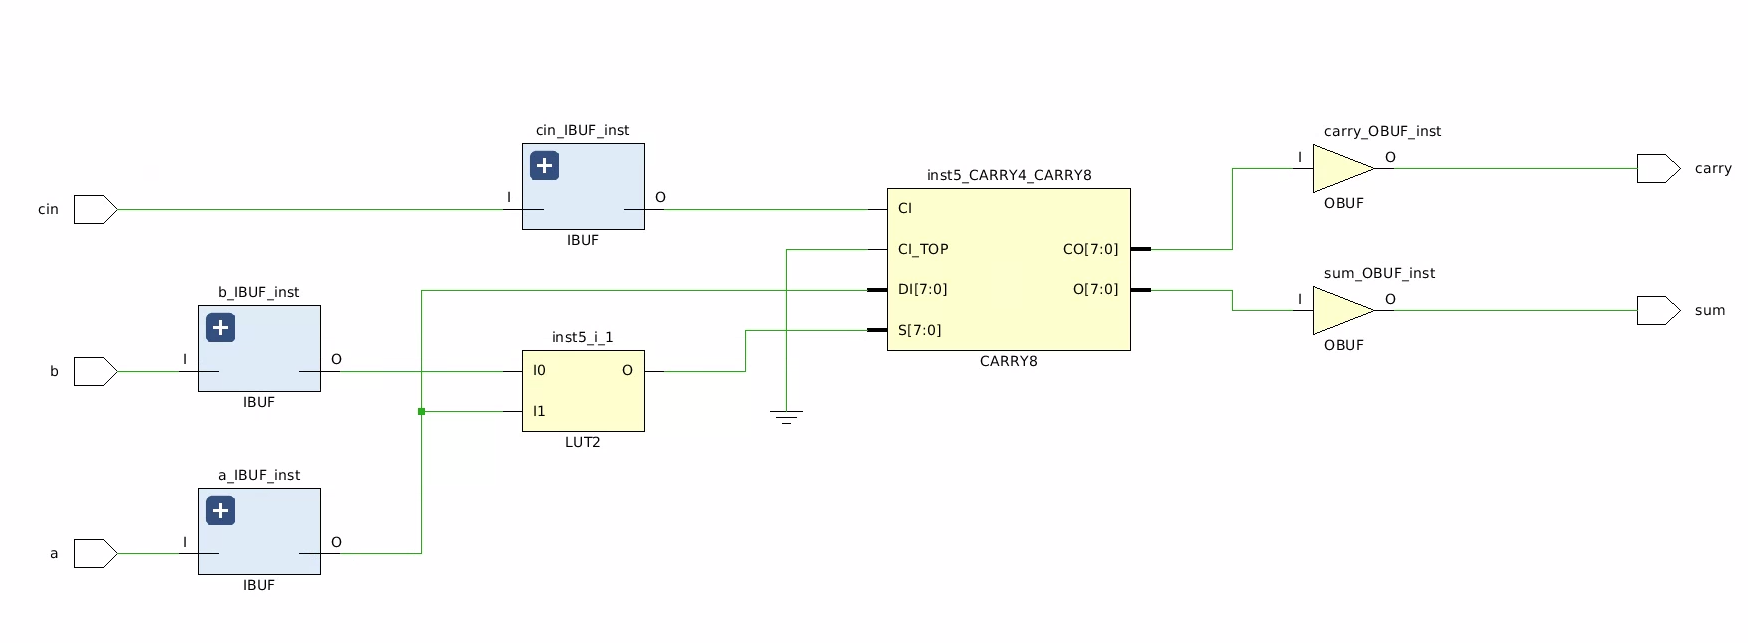 cin_IBUF_inst
carry_OBUF_inst
I
O
carry
OBUF
cin
I
O
IBUF
inst5_CARRY4_CARRY8
CI
CI_TOP
CO[7:0]
DI[7:0]
O[7:0]
S[7:0]
CARRY8
sum_OBUF_inst
I
O
sum
OBUF
b_IBUF_inst
b
I
O
IBUF
inst5_i_1
I0
O
I1
LUT2
a_IBUF_inst
a
I
O
IBUF